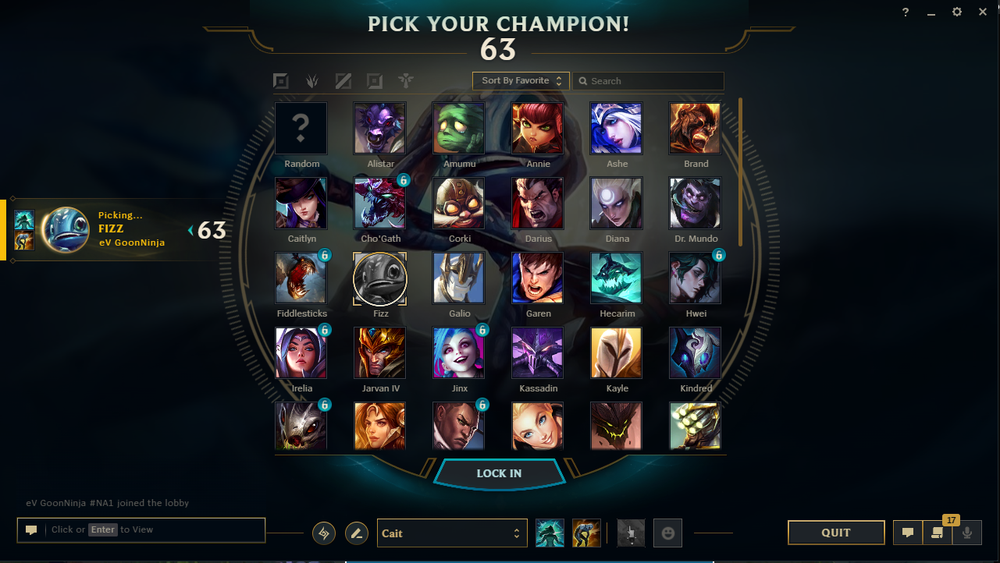 PICK YOUR CHAMPION!
63
Sort By Favorite
Search
Random
Alistar
Amumu
Annie
Ashe
Brand
6
Caitlyn
Cho'Gath
Corki
Darius
Diana
Dr. Mundo
Picking...
FIZZ
eV GoonNinja
63
6
6
Fiddlesticks
Fizz
Galio
Garen
Hecarim
Hwei
6
6
Irelia
Jarvan IV
Jinx
Kassadin
Kayle
Kindred
6
6
LOCK IN
eV GoonNinja #NA1 joined the lobby
Click or Enter to View
Cait
QUIT
17